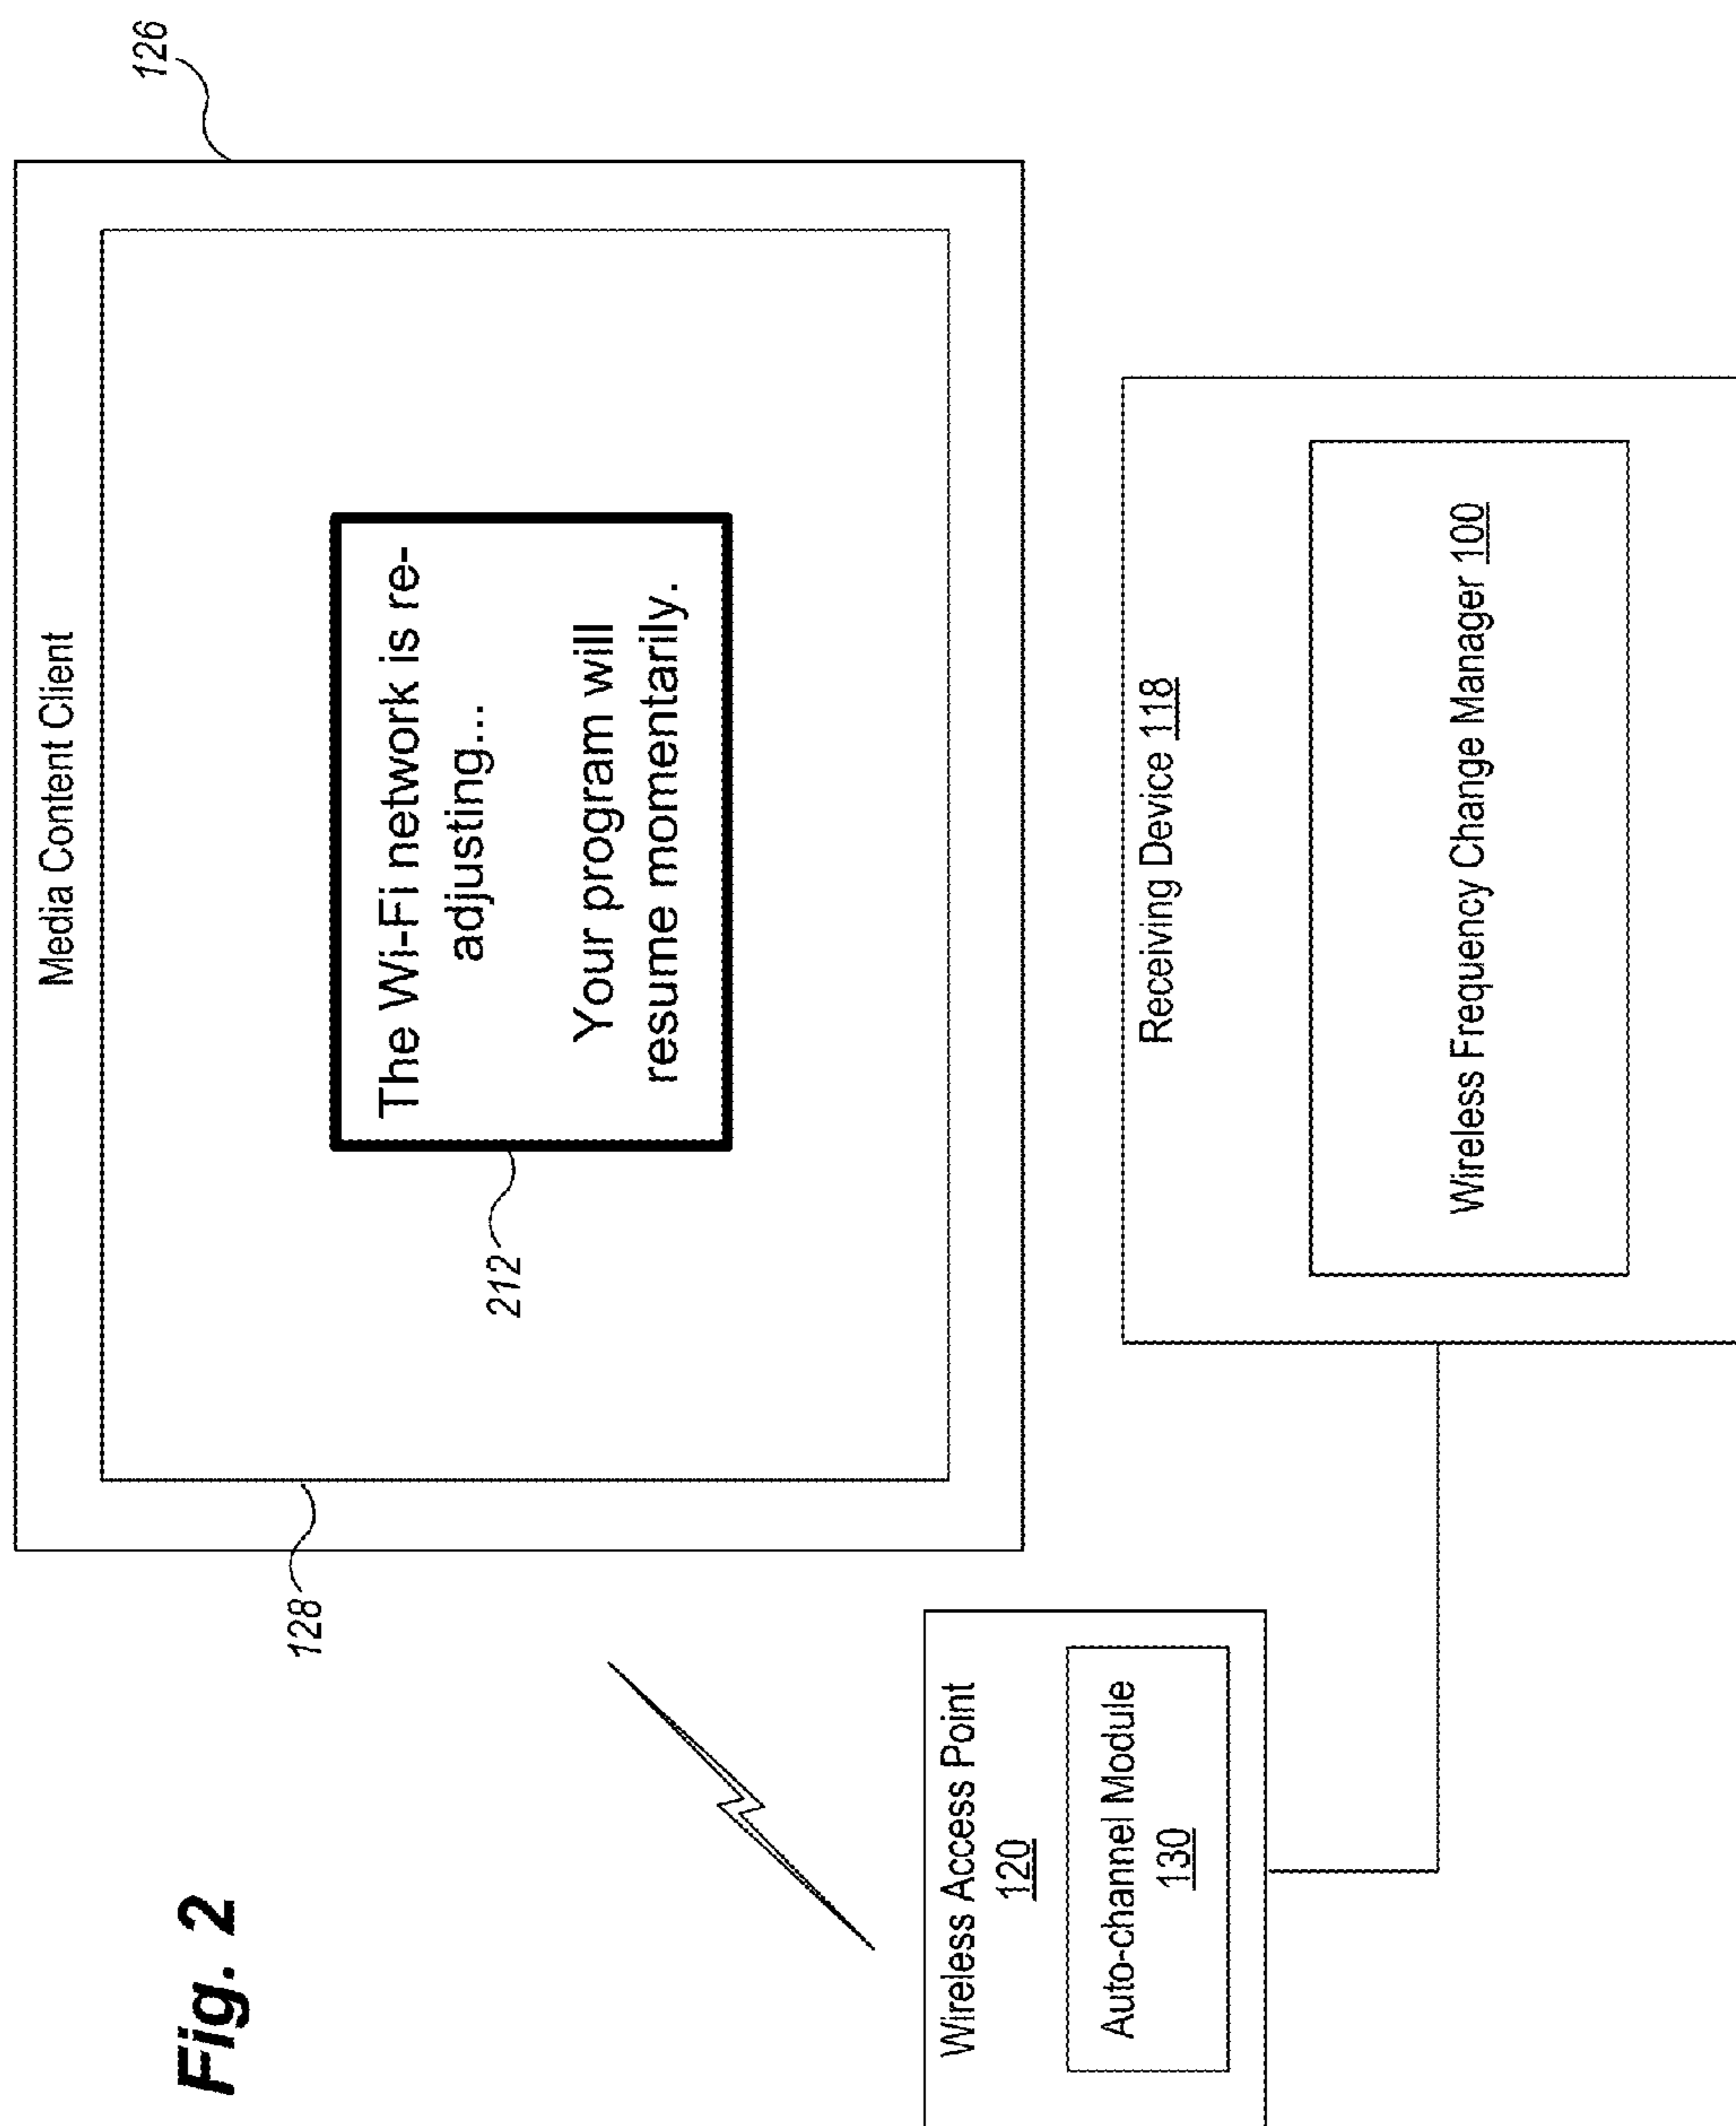 Fig. 2
Media Content Client
126
128
212
The Wi-Fi network is re-
adjusting...
Your program will
resume momentarily.
Wireless Access Point
120
Auto-channel Module
130
Receiving Device 118
Wireless Frequency Change Manager 100